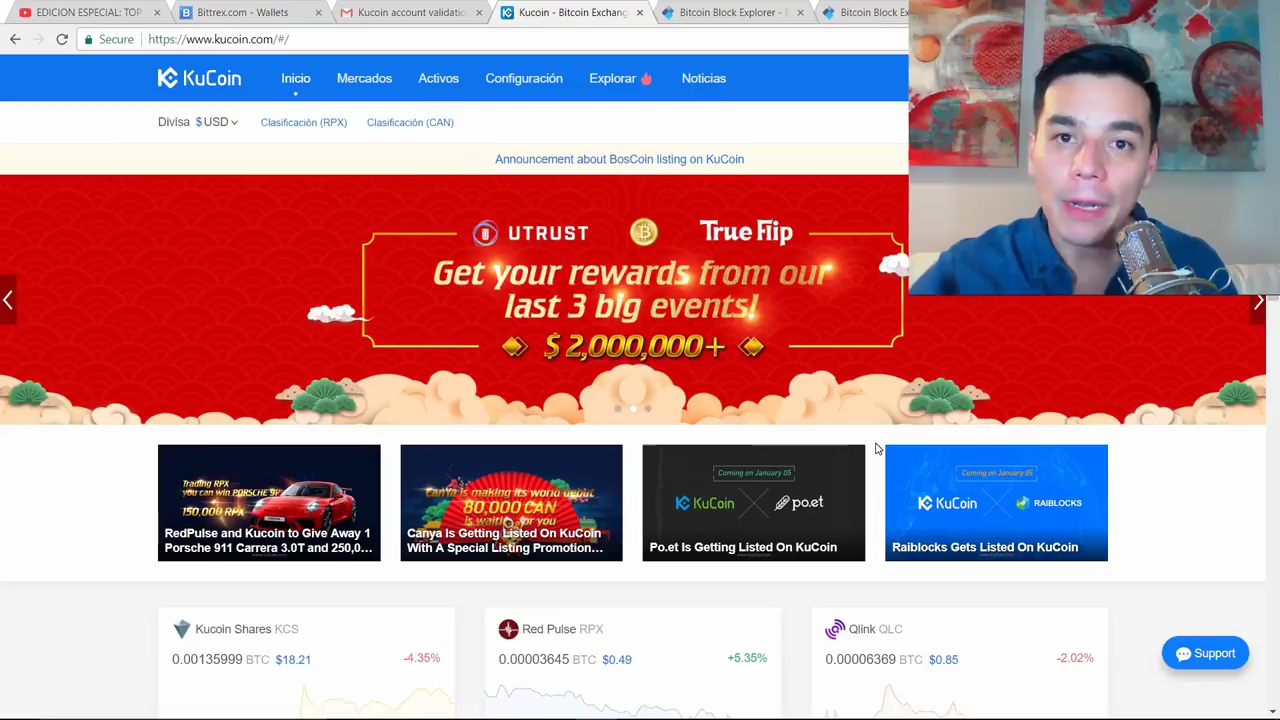 EDICION ESPECIAL: TOP
Bittrex.com - Wallets
Kucoin account validatio
Kucoin - Bitcoin Exchang
Bitcoin Block Explorer - B
Bitcoin Block Ex
Secure
https://www.kucoin.com/#/
KuCoin
Inicio
Mercados
Activos
Configuración
Explorar
Noticias
Divisa $ USD
Clasificación (RPX)
Clasificación (CAN)
Announcement about BosCoin listing on KuCoin
UTRUST
True Flip
Get your rewards from our
last 3 big events!
$ 2,000,000+
Trading RPX
you can win PORSCHE 911
150,000 RPX
RedPulse and Kucoin to Give Away 1
Porsche 911 Carrera 3.0T and 250,0...
CanYa is making its world debut
80,000 CAN
is waiting for you
Canya Is Getting Listed On KuCoin
With A Special Listing Promotion...
Coming on January 05
KuCoin
po.et
Po.et Is Getting Listed On KuCoin
Coming on January 05
KuCoin
RAIBLOCKS
Raiblocks Gets Listed On KuCoin
Kucoin Shares KCS
0.00135999 BTC $18.21
-4.35%
Red Pulse RPX
0.00003645 BTC $0.49
+5.35%
Qlink QLC
0.00006369 BTC $0.85
-2.02%
Support